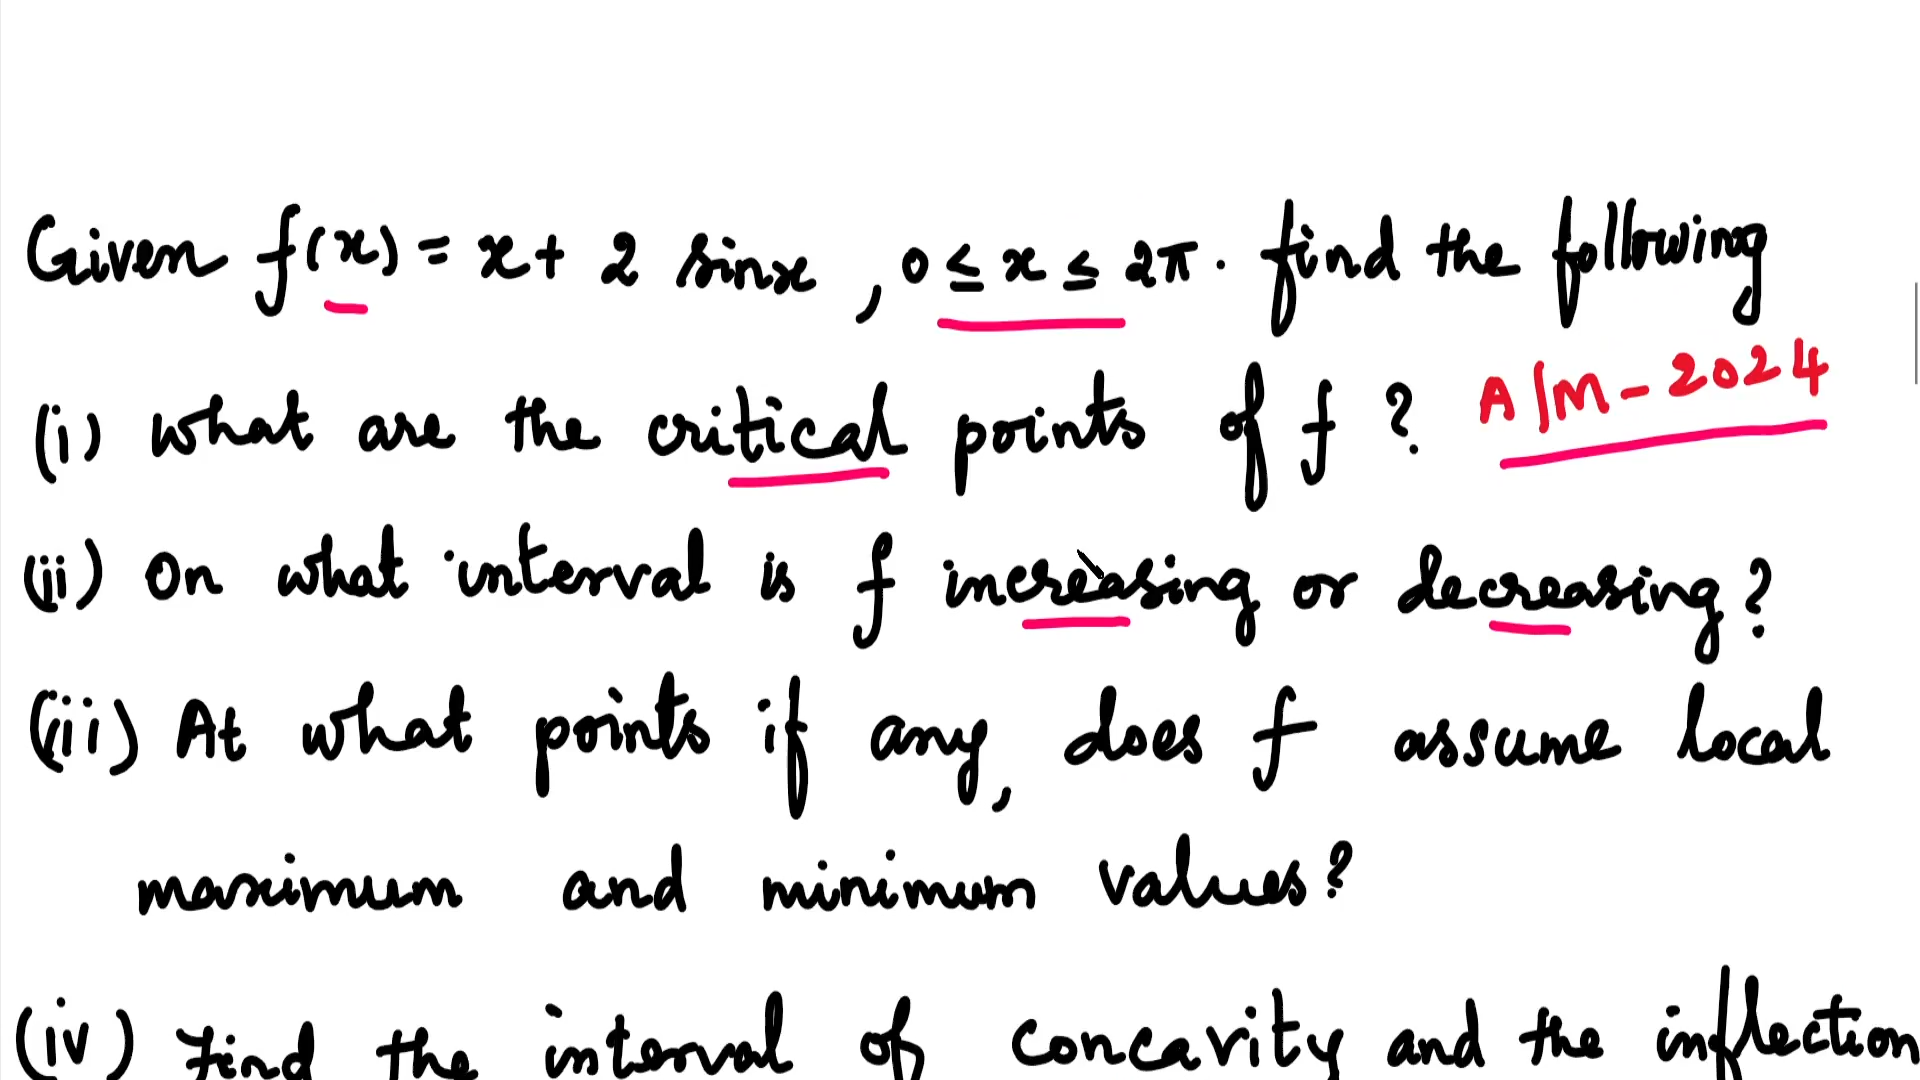 Given f(x) = x + 2 sinx , 0 ≤ x ≤ 2π . find the following
(i) what are the critical points of f ? A/M - 2024
(ii) On what interval is f increasing or decreasing ?
(iii) At what points if any, does f assume local
maximum and minimum values ?
(iv) Find the interval of concavity and the inflection